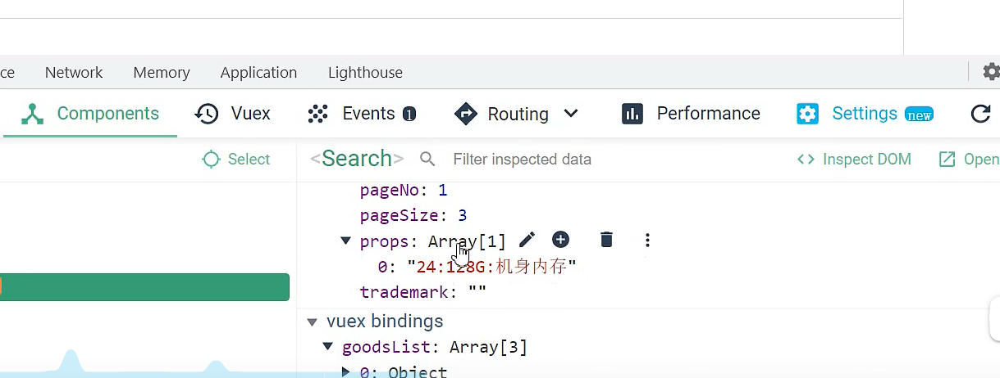 ce Network Memory Application Lighthouse
Components Vuex Events 1 Routing Performance Settings new
Select <Search> Filter inspected data Inspect DOM Open
pageNo: 1
pageSize: 3
props: Array[1]
0: "24:128G:机身内存"
trademark: ""
vuex bindings
goodsList: Array[3]
0: Object